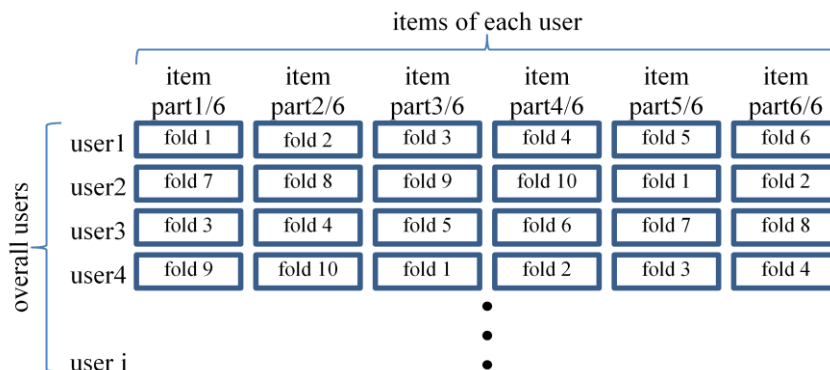 items of each user
item item item item item item
part1/6 part2/6 part3/6 part4/6 part5/6 part6/6
user1 fold 1 fold 2 fold 3 fold 4 fold 5 fold 6
user2 fold 7 fold 8 fold 9 fold 10 fold 1 fold 2
user3 fold 3 fold 4 fold 5 fold 6 fold 7 fold 8
user4 fold 9 fold 10 fold 1 fold 2 fold 3 fold 4
user i
overall users